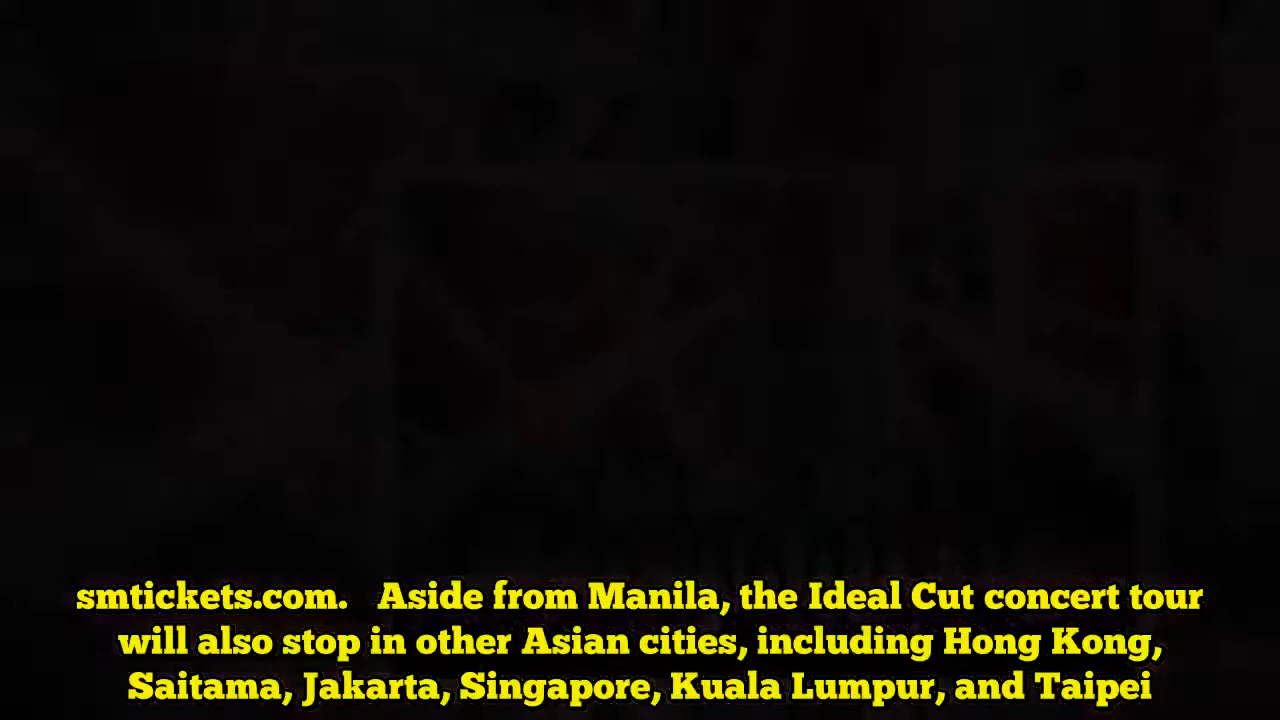 smtickets.com.   Aside from Manila, the Ideal Cut concert tour
will also stop in other Asian cities, including Hong Kong,
Saitama, Jakarta, Singapore, Kuala Lumpur, and Taipei